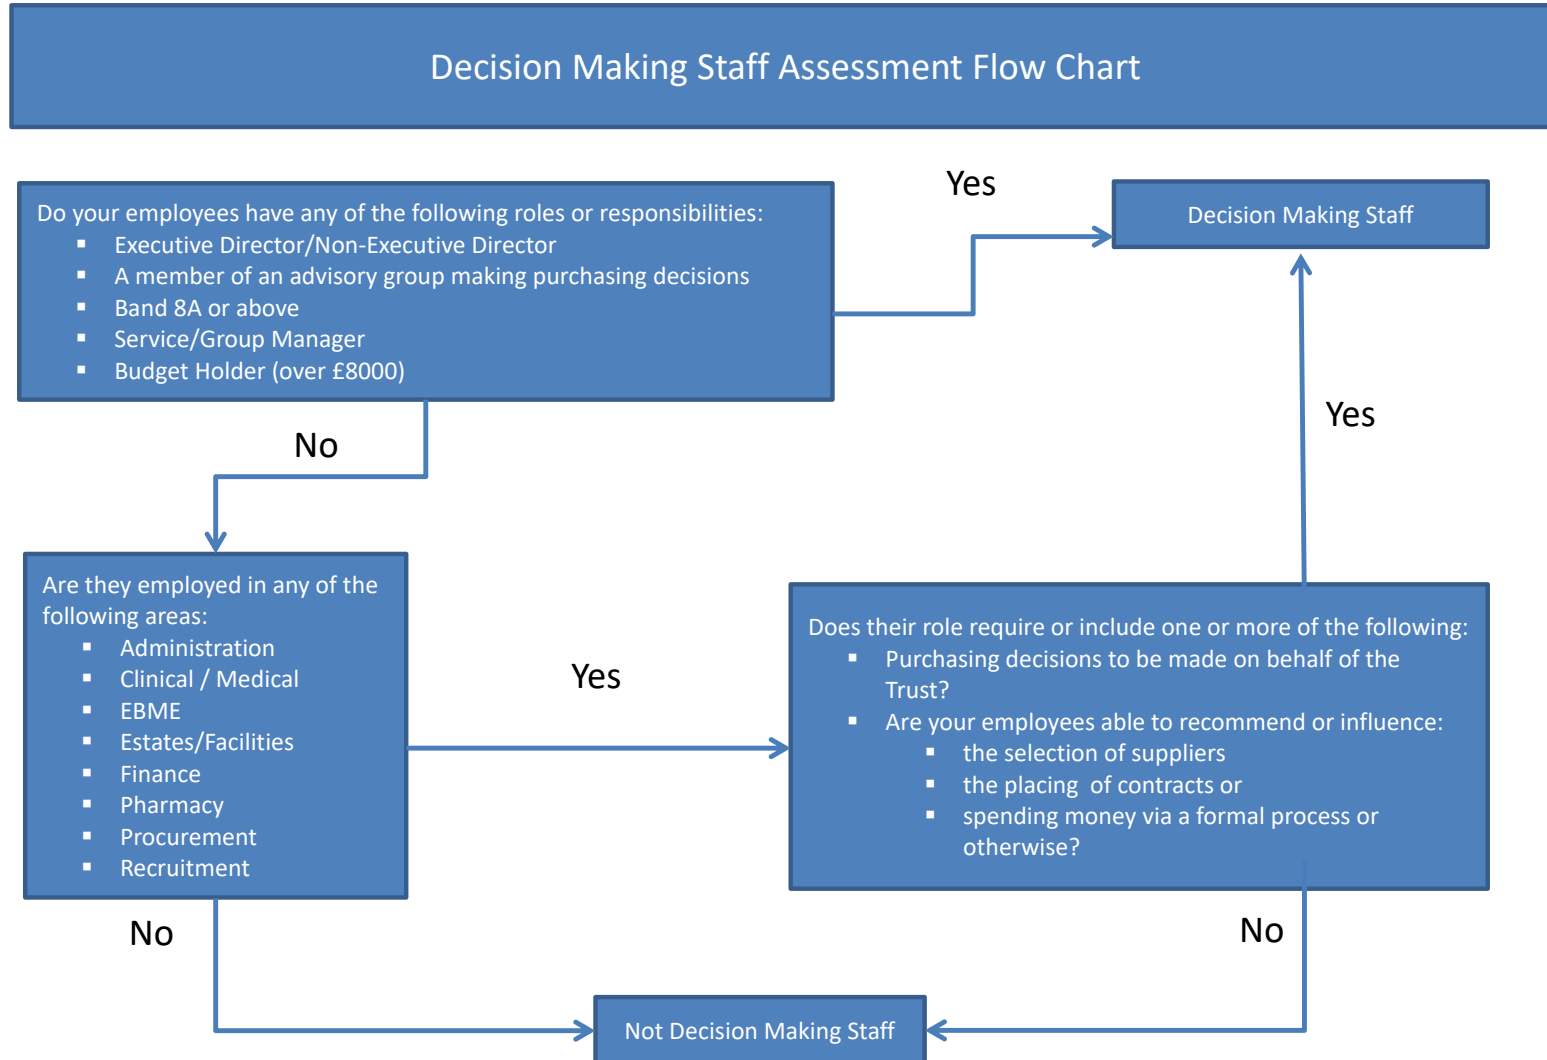 Decision Making Staff Assessment Flow Chart
Do your employees have any of the following roles or responsibilities:
▪ Executive Director/Non-Executive Director
▪ A member of an advisory group making purchasing decisions
▪ Band 8A or above
▪ Service/Group Manager
▪ Budget Holder (over £8000)
Yes
Decision Making Staff
No
Yes
Are they employed in any of the
following areas:
▪ Administration
▪ Clinical / Medical
▪ EBME
▪ Estates/Facilities
▪ Finance
▪ Pharmacy
▪ Procurement
▪ Recruitment
Yes
Does their role require or include one or more of the following:
▪ Purchasing decisions to be made on behalf of the
Trust?
▪ Are your employees able to recommend or influence:
▪ the selection of suppliers
▪ the placing of contracts or
▪ spending money via a formal process or
otherwise?
No
No
Not Decision Making Staff